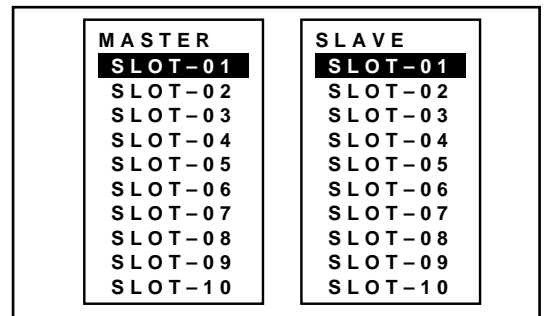 MASTER
SLOT–01
SLOT–02
SLOT–03
SLOT–04
SLOT–05
SLOT–06
SLOT–07
SLOT–08
SLOT–09
SLOT–10
SLAVE
SLOT–01
SLOT–02
SLOT–03
SLOT–04
SLOT–05
SLOT–06
SLOT–07
SLOT–08
SLOT–09
SLOT–10